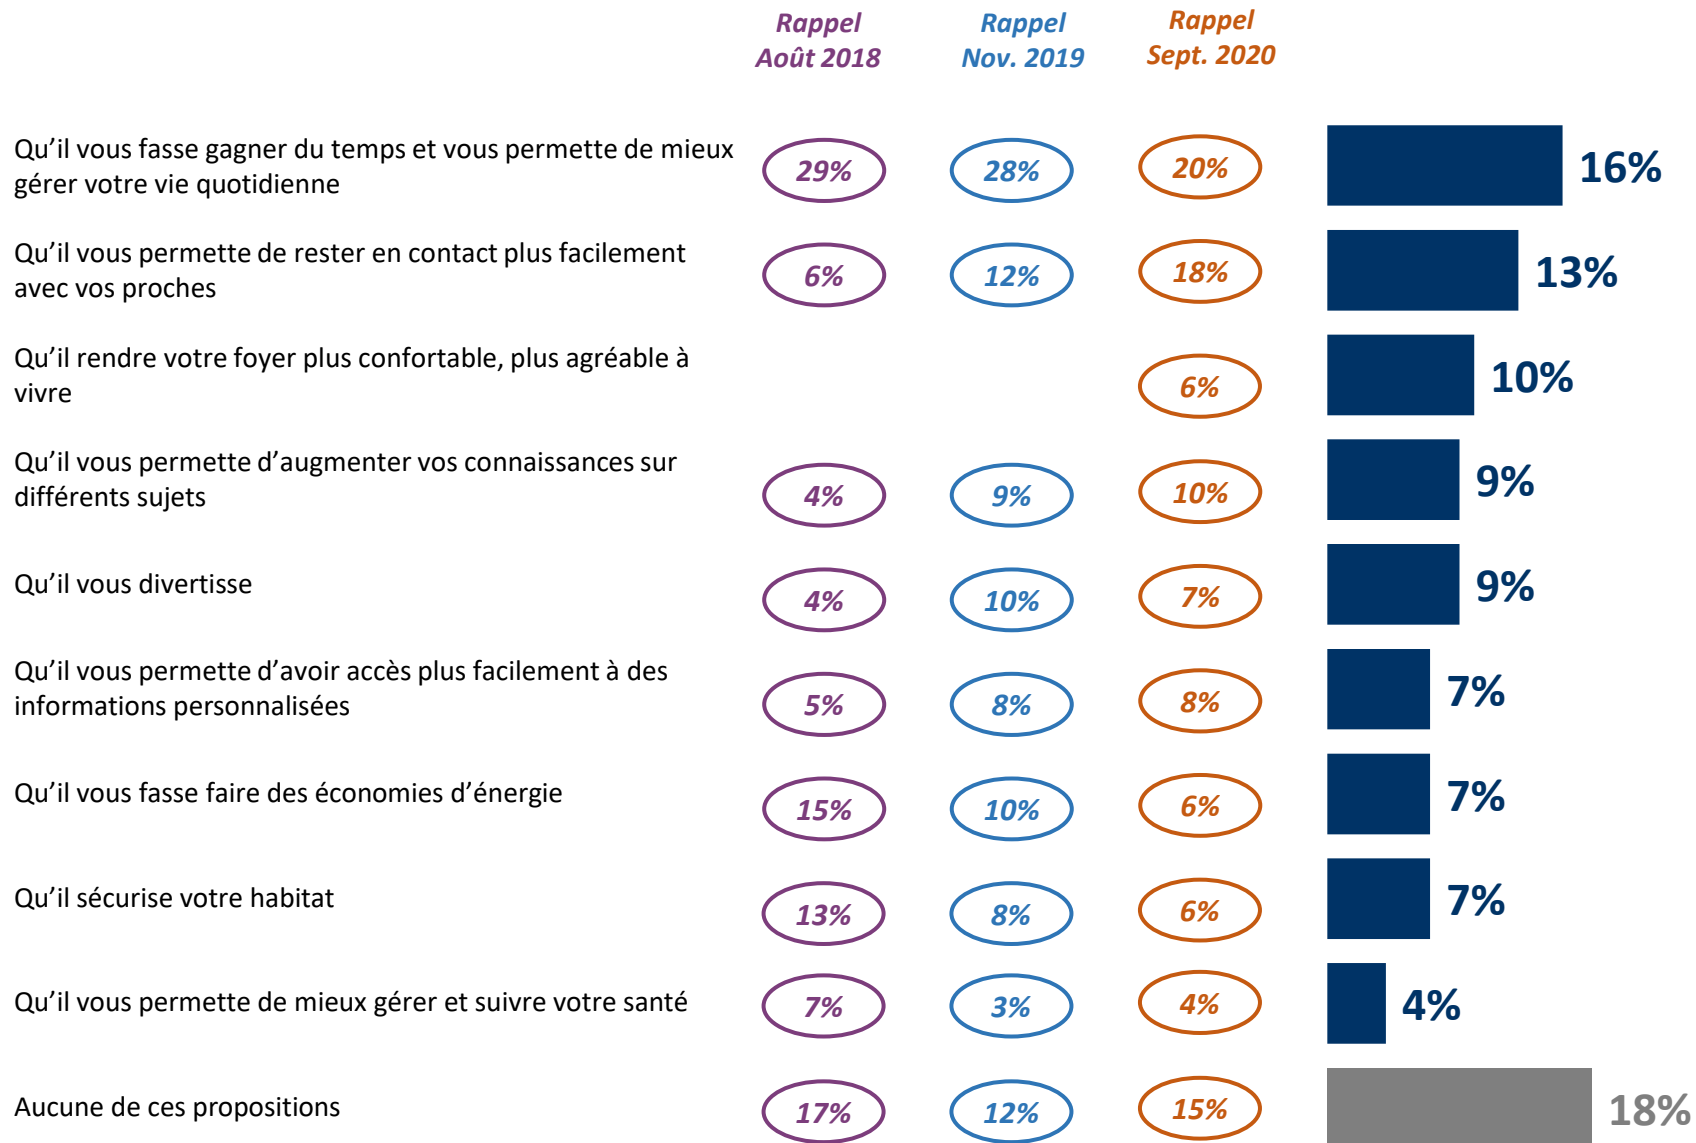 Rappel
Août 2018
Rappel
Nov. 2019
Rappel
Sept. 2020
Qu’il vous fasse gagner du temps et vous permette de mieux
gérer votre vie quotidienne
29%
28%
20%
16%
Qu’il vous permette de rester en contact plus facilement
avec vos proches
6%
12%
18%
13%
Qu’il rendre votre foyer plus confortable, plus agréable à
vivre
6%
10%
Qu’il vous permette d’augmenter vos connaissances sur
différents sujets
4%
9%
10%
9%
Qu’il vous divertisse
4%
10%
7%
9%
Qu’il vous permette d’avoir accès plus facilement à des
informations personnalisées
5%
8%
8%
7%
Qu’il vous fasse faire des économies d’énergie
15%
10%
6%
7%
Qu’il sécurise votre habitat
13%
8%
6%
7%
Qu’il vous permette de mieux gérer et suivre votre santé
7%
3%
4%
4%
Aucune de ces propositions
17%
12%
15%
18%